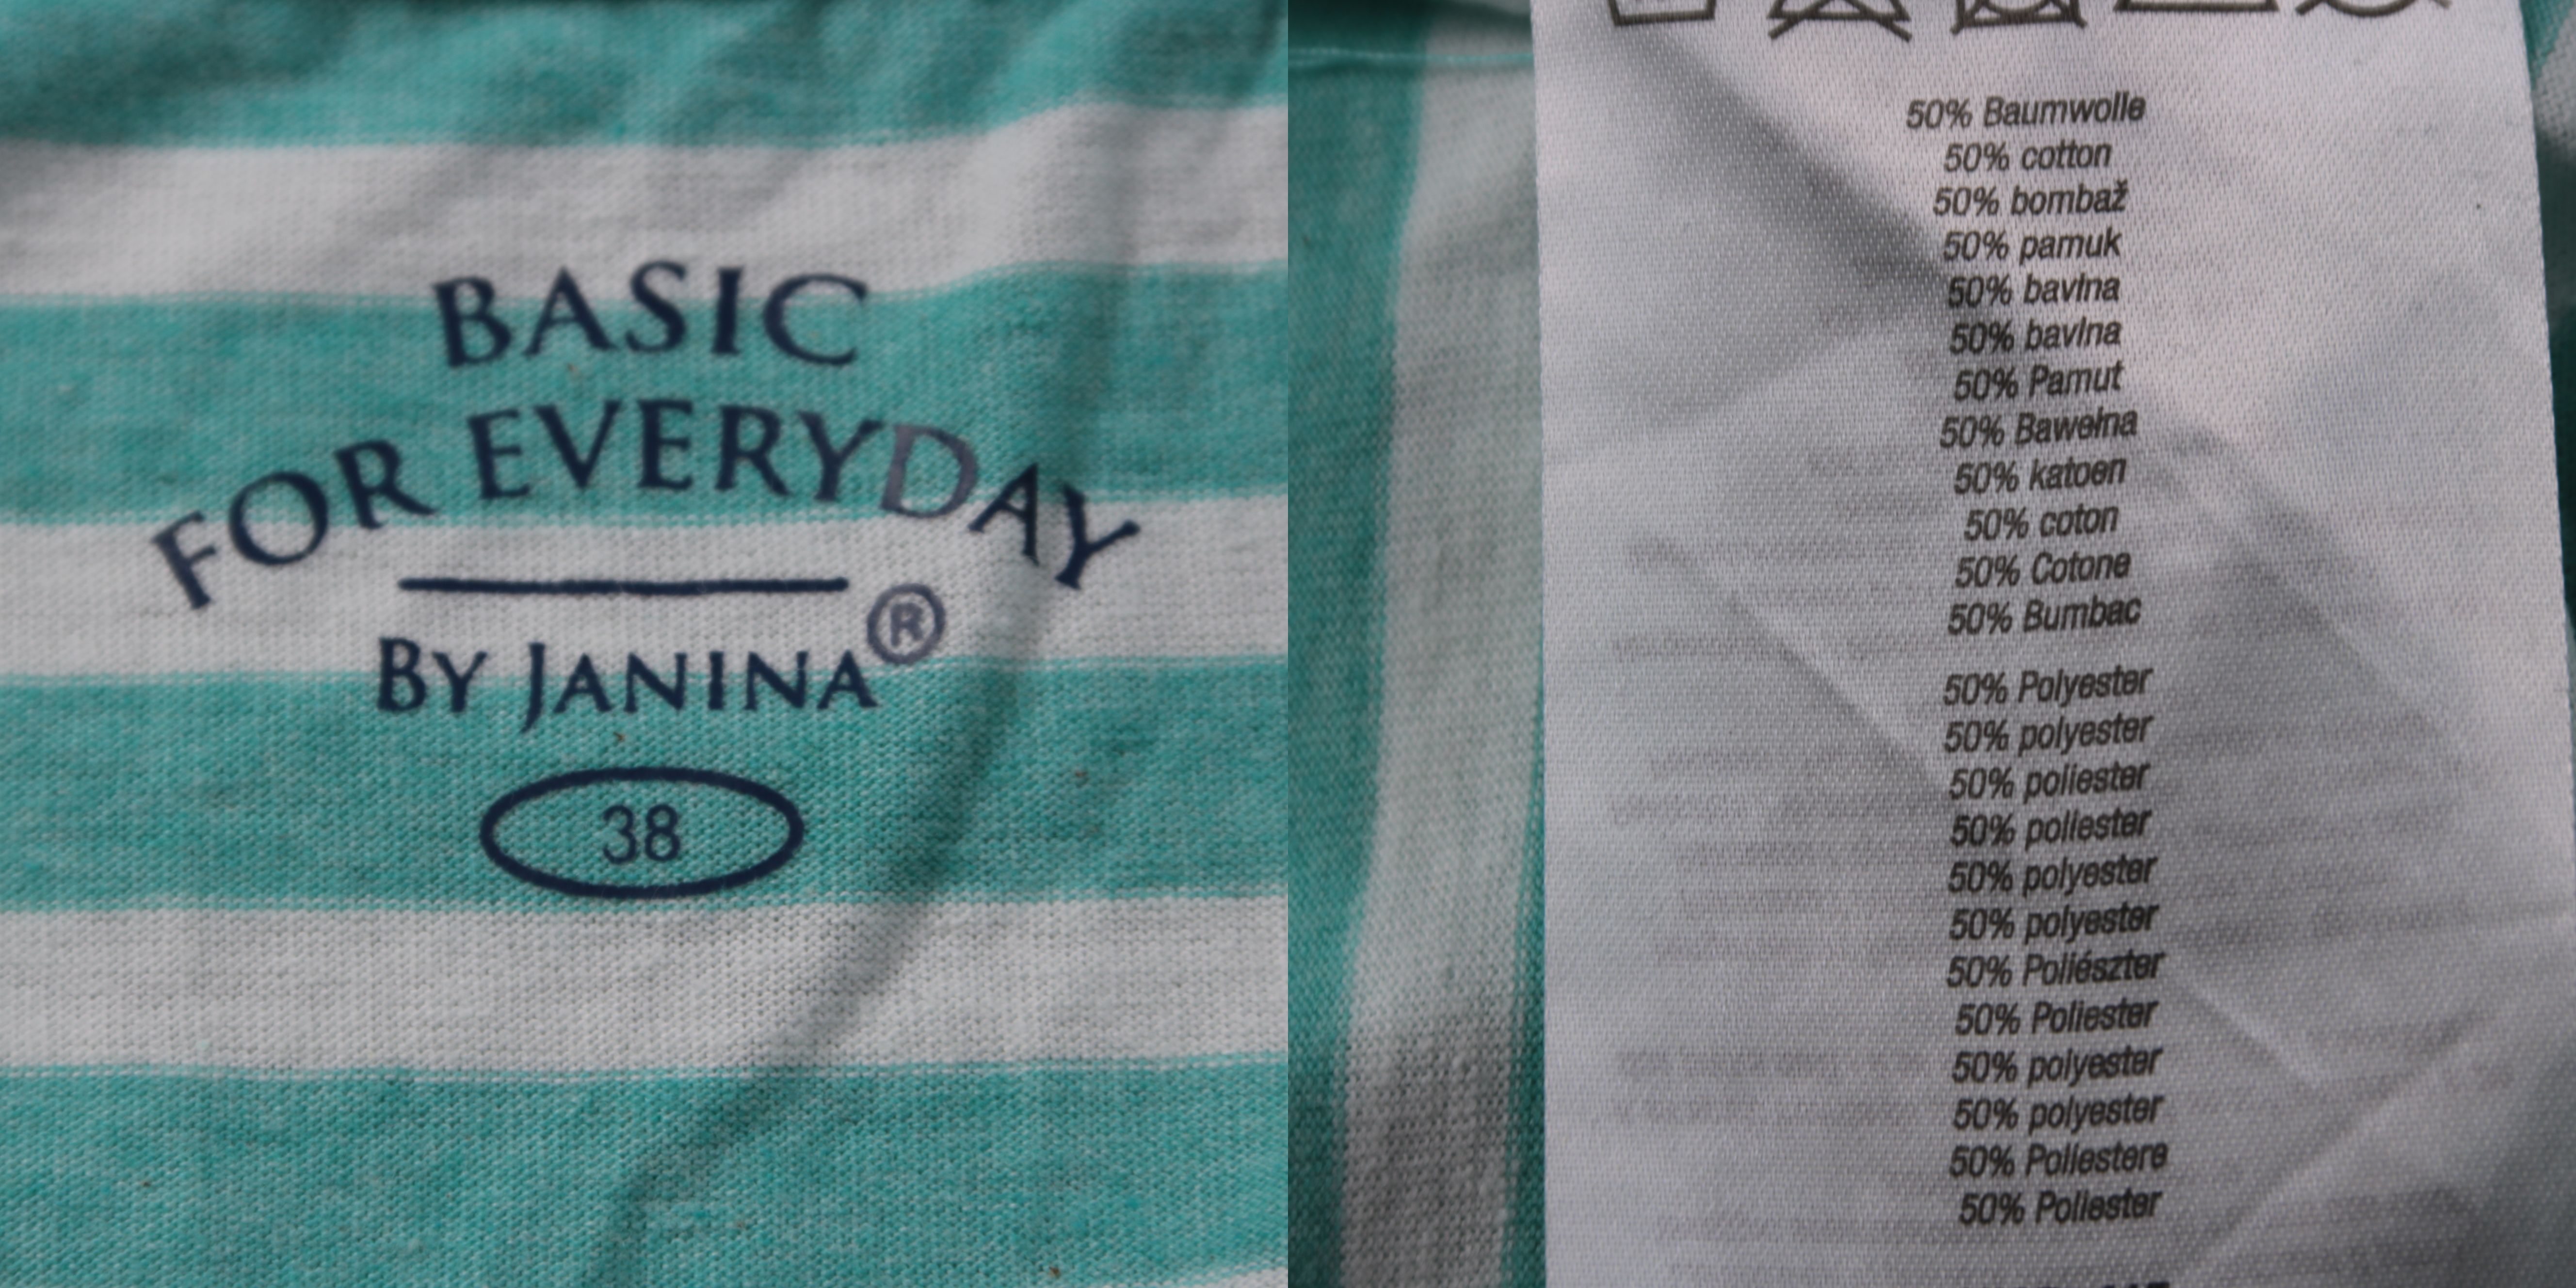 BASIC
FOR EVERYDAY
BY JANINA®
38
50% Baumwolle
50% cotton
50% bombaž
50% pamuk
50% bavlna
50% bavlna
50% Pamut
50% Bawełna
50% katoen
50% coton
50% Cotone
50% Bumbac
50% Polyester
50% polyester
50% poliester
50% poliester
50% polyester
50% polyester
50% Poliészter
50% Poliester
50% polyester
50% polyester
50% Poliestere
50% Poliester